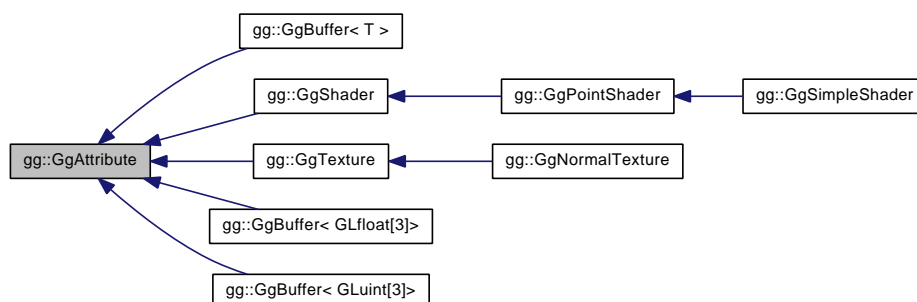 gg::GgBuffer< T >
gg::GgShader
gg::GgPointShader
gg::GgSimpleShader
gg::GgAttribute
gg::GgTexture
gg::GgNormalTexture
gg::GgBuffer< GLfloat[3]>
gg::GgBuffer< GLuint[3]>